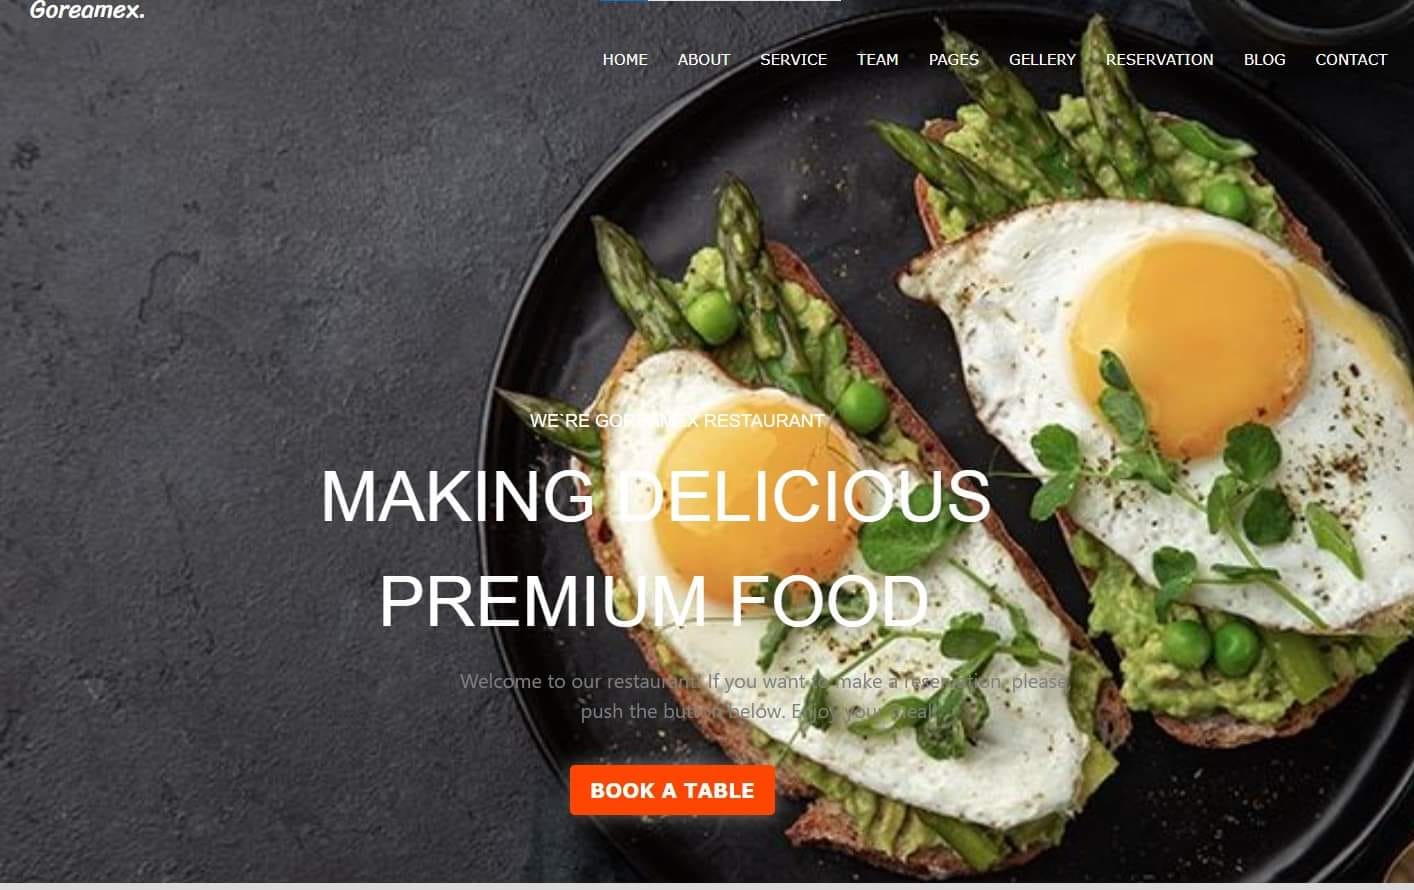 Goreamex.
HOME ABOUT SERVICE TEAM PAGES GELLERY RESERVATION BLOG CONTACT
WE`RE GOREAMEX RESTAURANT
MAKING DELICIOUS
PREMIUM FOOD
Welcome to our restaurant. If you want to make a reservation, please
push the button below. Enjoy your meal!
BOOK A TABLE